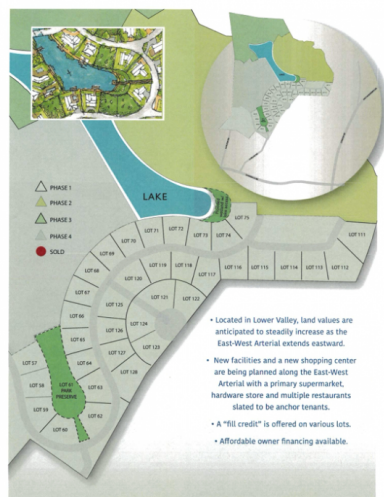 PHASE 1
PHASE 2
PHASE 3
PHASE 4
SOLD
LAKE
LOT 75
LOT 71
LOT 72
LOT 73
LOT 74
LOT 70
LOT 69
LOT 68
LOT 67
LOT 66
LOT 65
LOT 64
LOT 63
LOT 62
LOT 61
PARK
PRESERVE
LOT 57
LOT 58
LOT 59
LOT 60
LOT 111
LOT 112
LOT 113
LOT 114
LOT 115
LOT 116
LOT 117
LOT 118
LOT 119
LOT 120
LOT 121
LOT 122
LOT 123
LOT 124
LOT 125
LOT 126
LOT 127
LOT 128
• Located in Lower Valley, land values are
anticipated to steadily increase as the
East-West Arterial extends eastward.
• New facilities and a new shopping center
are being planned along the East-West
Arterial with a primary supermarket,
hardware store and multiple restaurants
slated to be anchor tenants.
• A "fill credit" is offered on various lots.
• Affordable owner financing available.